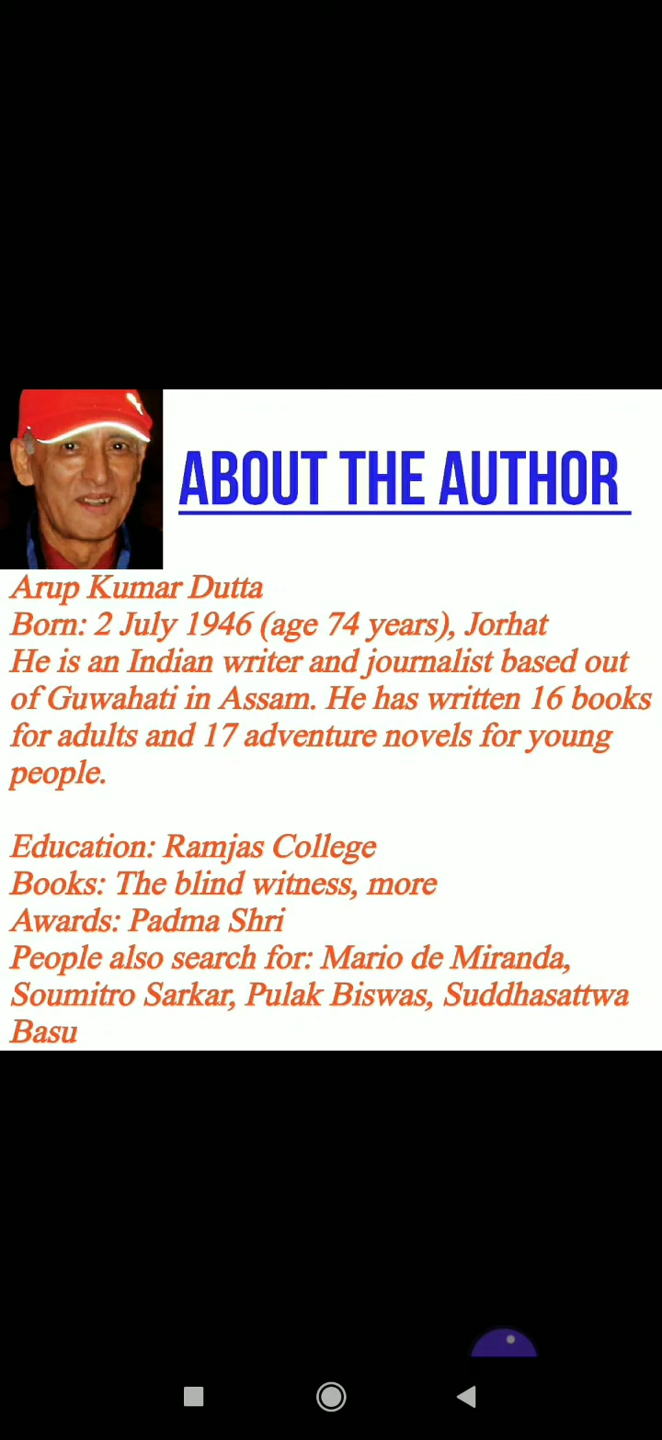 ABOUT THE AUTHOR
Arup Kumar Dutta
Born: 2 July 1946 (age 74 years), Jorhat
He is an Indian writer and journalist based out
of Guwahati in Assam. He has written 16 books
for adults and 17 adventure novels for young
people.
Education: Ramjas College
Books: The blind witness, more
Awards: Padma Shri
People also search for: Mario de Miranda,
Soumitro Sarkar, Pulak Biswas, Suddhasattwa
Basu